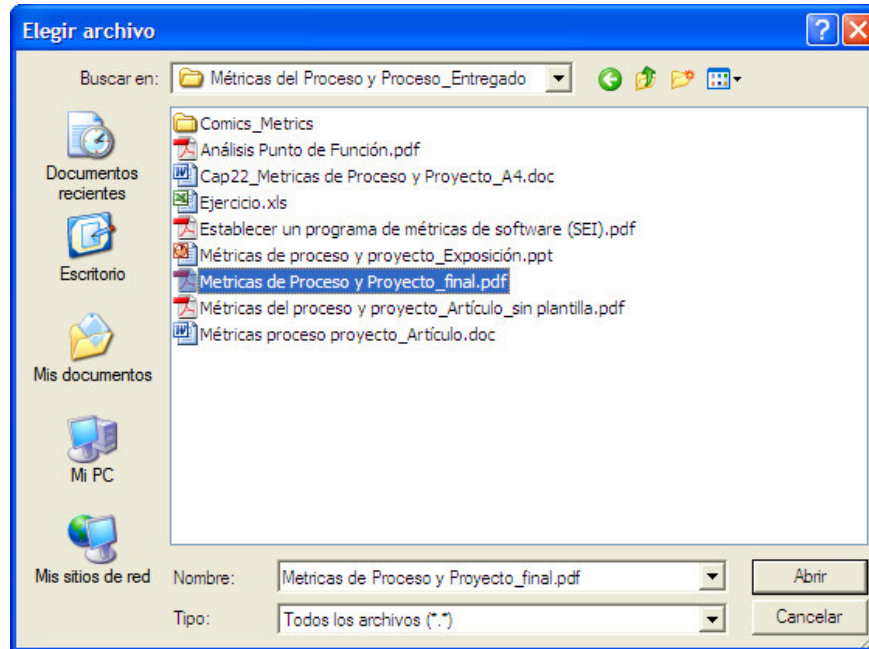 Elegir archivo
Buscar en:
Métricas del Proceso y Proceso_Entregado
Documentos
recientes
Escritorio
Mis documentos
Mi PC
Mis sitios de red
Comics_Metrics
Análisis Punto de Función.pdf
Cap22_Metricas de Proceso y Proyecto_A4.doc
Ejercicio.xls
Establecer un programa de métricas de software (SEI).pdf
Métricas de proceso y proyecto_Exposición.ppt
Metricas de Proceso y Proyecto_final.pdf
Métricas del proceso y proyecto_Artículo_sin plantilla.pdf
Métricas proceso proyecto_Artículo.doc
Nombre:
Metricas de Proceso y Proyecto_final.pdf
Abrir
Tipo:
Todos los archivos (*.*)
Cancelar